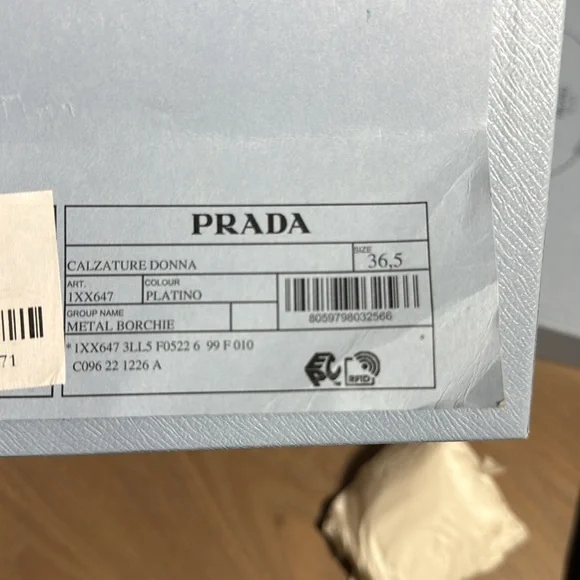 PRADA
CALZATURE DONNA
SIZE
36,5
ART.
1XX647
COLOUR
PLATINO
GROUP NAME
METAL BORCHIE
8059798032566
* 1XX647 3LL5 F0522 6 99 F 010 *
C096 22 1226 A
EPC
RFID
71